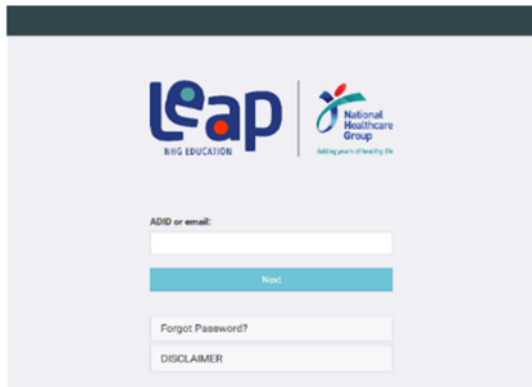 Leap
NHG EDUCATION
National
Healthcare
Group
Adding years of healthy life
ADID or email:
Next
Forgot Password?
DISCLAIMER